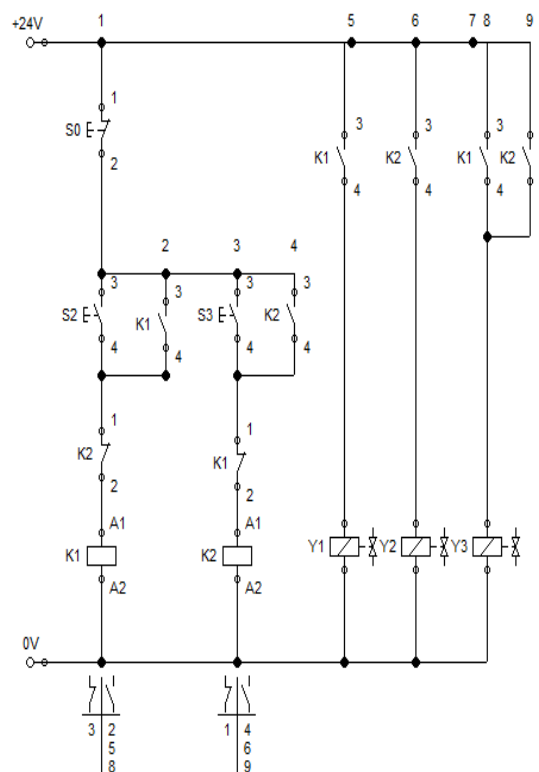 1 5 6 7 8 9
+24V
1
S0
2
3 3 3 3
K1 K2 K1 K2
4 4 4 4
2 3 4
3 3 3 3
S2 K1 S3 K2
4 4 4 4
1 1
K2 K1
2 2
A1 A1
K1 K2 Y1 Y2 Y3
A2 A2
0V
3 2 1 4
5 6
8 9